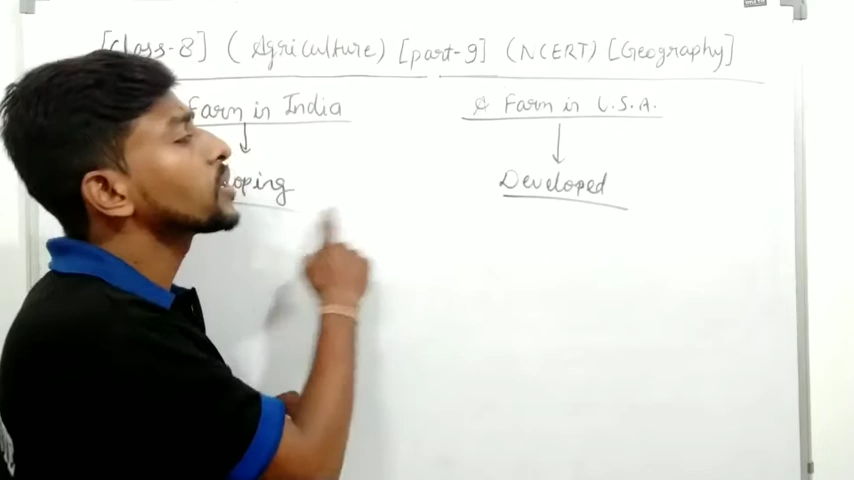 [Class-8] (Agriculture) [part-9] (NCERT) [Geography]
Farm in India
A Farm in U.S.A.
oping
Developed